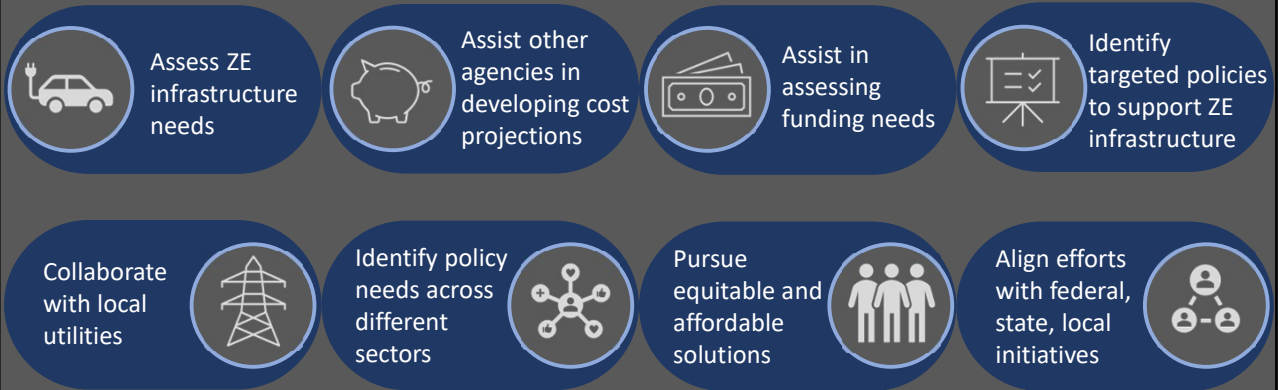 Assess ZE
infrastructure
needs
Assist other
agencies in
developing cost
projections
Assist in
assessing
funding needs
Identify
targeted policies
to support ZE
infrastructure
Collaborate
with local
utilities
Identify policy
needs across
different
sectors
Pursue
equitable and
affordable
solutions
Align efforts
with federal,
state, local
initiatives